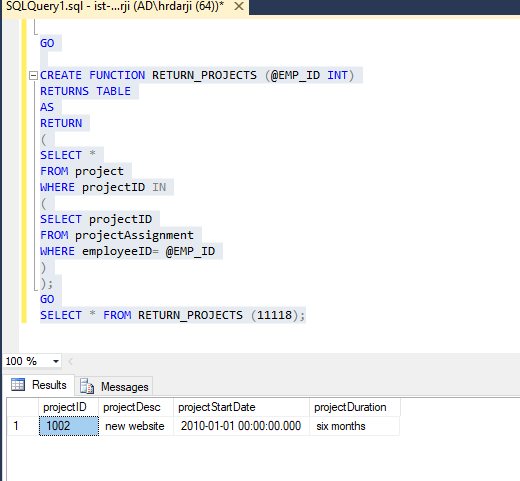 SQLQuery1.sql - ist-...rji (AD\hrdarji (64))* ×
GO
CREATE FUNCTION RETURN_PROJECTS (@EMP_ID INT)
RETURNS TABLE
AS
RETURN
(
SELECT *
FROM project
WHERE projectID IN
(
SELECT projectID
FROM projectAssignment
WHERE employeeID= @EMP_ID
)
);
GO
SELECT * FROM RETURN_PROJECTS (11118);
100 %
Results Messages
projectID projectDesc projectStartDate projectDuration
1 1002 new website 2010-01-01 00:00:00.000 six months